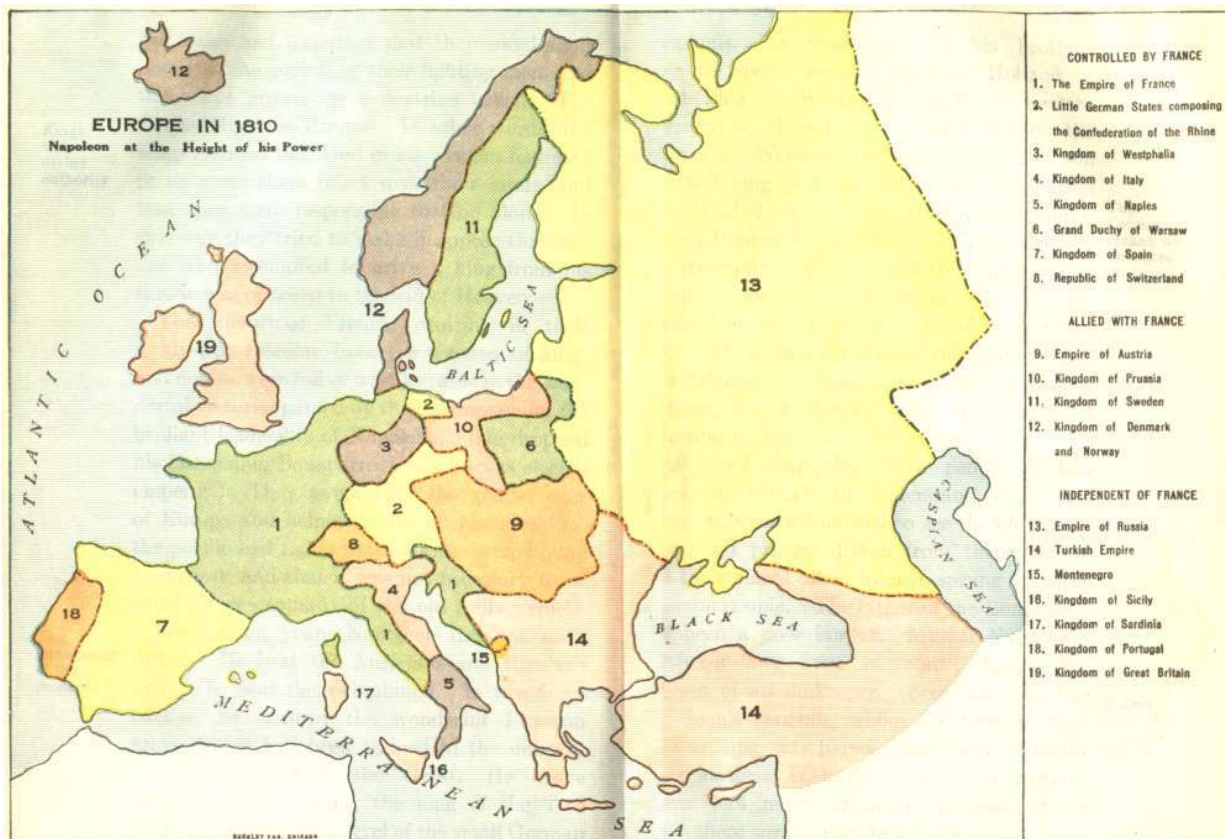 EUROPE IN 1810
Napoleon at the Height of his Power
ATLANTIC OCEAN
BALTIC SEA
CASPIAN SEA
BLACK SEA
MEDITERRANEAN SEA
12
11
13
12
19
2
10
3
6
1
2
9
8
18
7
4
1
1
14
15
5
17
14
16
CONTROLLED BY FRANCE
1. The Empire of France
2. Little German States composing
the Confederation of the Rhine
3. Kingdom of Westphalia
4. Kingdom of Italy
5. Kingdom of Naples
6. Grand Duchy of Warsaw
7. Kingdom of Spain
8. Republic of Switzerland
ALLIED WITH FRANCE
9. Empire of Austria
10. Kingdom of Prussia
11. Kingdom of Sweden
12. Kingdom of Denmark
and Norway
INDEPENDENT OF FRANCE
13. Empire of Russia
14 Turkish Empire
15. Montenegro
16. Kingdom of Sicily
17. Kingdom of Sardinia
18. Kingdom of Portugal
19. Kingdom of Great Britain